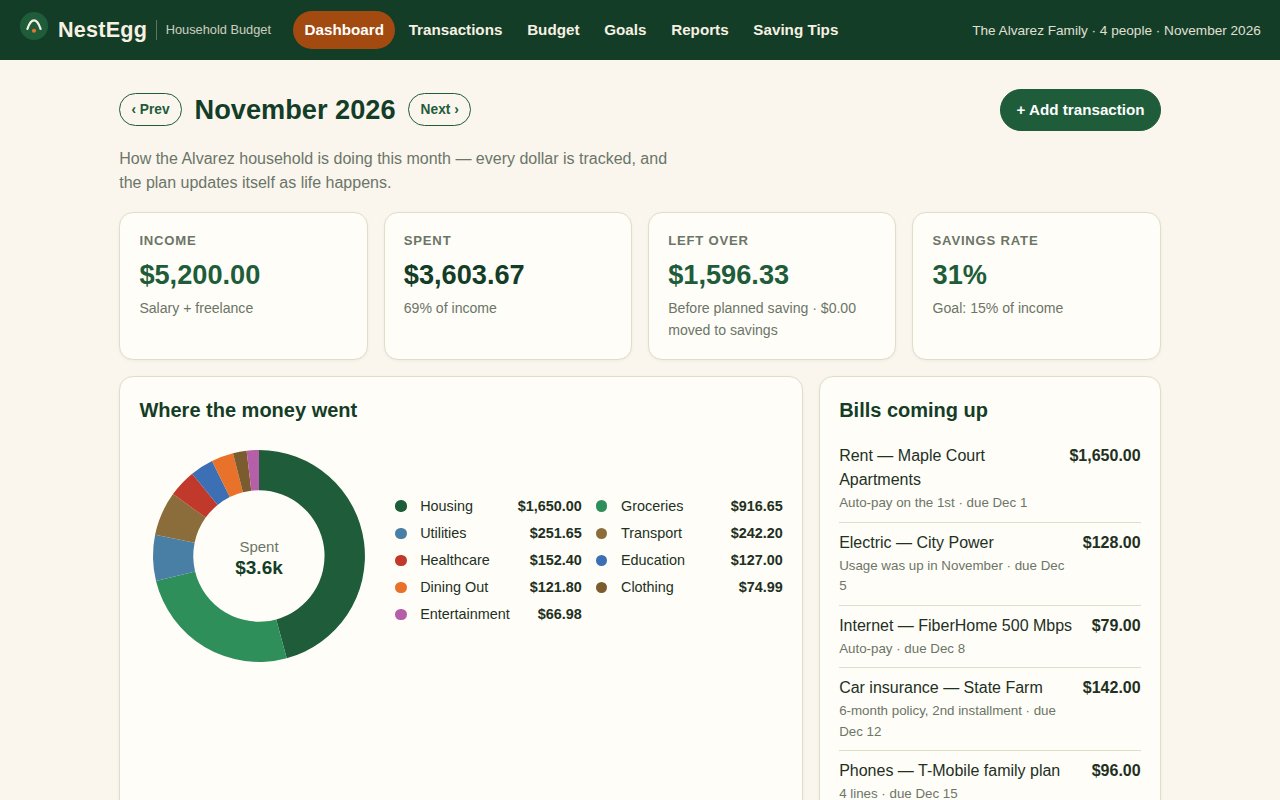 NestEgg Household Budget Dashboard Transactions Budget Goals Reports Saving Tips The Alvarez Family · 4 people · November 2026
‹ Prev November 2026 Next › + Add transaction
How the Alvarez household is doing this month — every dollar is tracked, and
the plan updates itself as life happens.
INCOME
$5,200.00
Salary + freelance
SPENT
$3,603.67
69% of income
LEFT OVER
$1,596.33
Before planned saving · $0.00
moved to savings
SAVINGS RATE
31%
Goal: 15% of income
Where the money went
Spent
$3.6k
Housing $1,650.00 Groceries $916.65
Utilities $251.65 Transport $242.20
Healthcare $152.40 Education $127.00
Dining Out $121.80 Clothing $74.99
Entertainment $66.98
Bills coming up
Rent — Maple Court $1,650.00
Apartments
Auto-pay on the 1st · due Dec 1
Electric — City Power $128.00
Usage was up in November · due Dec
5
Internet — FiberHome 500 Mbps $79.00
Auto-pay · due Dec 8
Car insurance — State Farm $142.00
6-month policy, 2nd installment · due
Dec 12
Phones — T-Mobile family plan $96.00
4 lines · due Dec 15